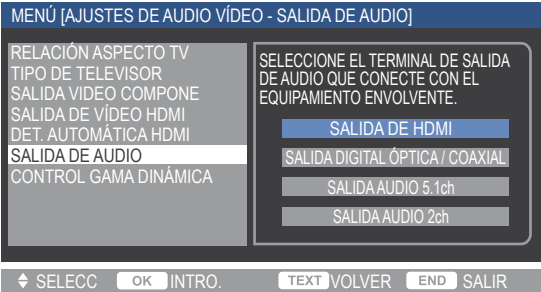 MENÚ [AJUSTES DE AUDIO VÍDEO - SALIDA DE AUDIO]
RELACIÓN ASPECTO TV
TIPO DE TELEVISOR
SALIDA VIDEO COMPONE
SALIDA DE VÍDEO HDMI
DET. AUTOMÁTICA HDMI
SALIDA DE AUDIO
CONTROL GAMA DINÁMICA
SELECCIONE EL TERMINAL DE SALIDA
DE AUDIO QUE CONECTE CON EL
EQUIPAMIENTO ENVOLVENTE.
SALIDA DE HDMI
SALIDA DIGITAL ÓPTICA / COAXIAL
SALIDA AUDIO 5.1ch
SALIDA AUDIO 2ch
SELECC OK INTRO. TEXT VOLVER END SALIR